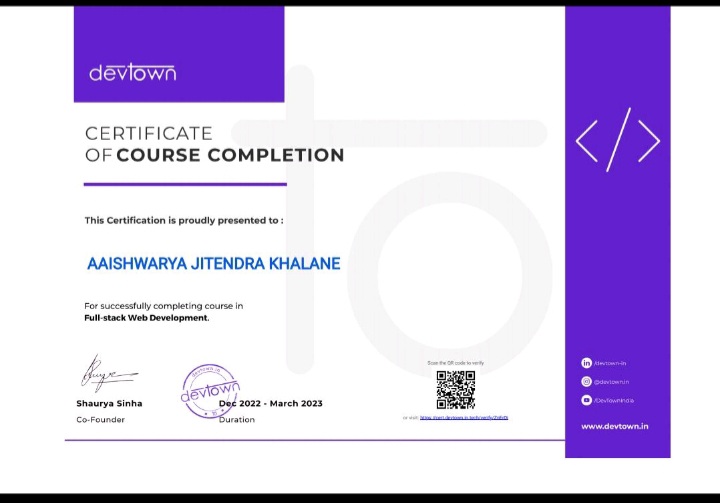 devtown
CERTIFICATE
OF COURSE COMPLETION
This Certification is proudly presented to :
AAISHWARYA JITENDRA KHALANE
For successfully completing course in
Full-stack Web Development.
Scan the QR code to verify
devtown
Shaurya Sinha
Dec 2022 - March 2023
Co-Founder
Duration
or visit:
/devtown-in
@devtown.in
/DevTownIndia
www.devtown.in